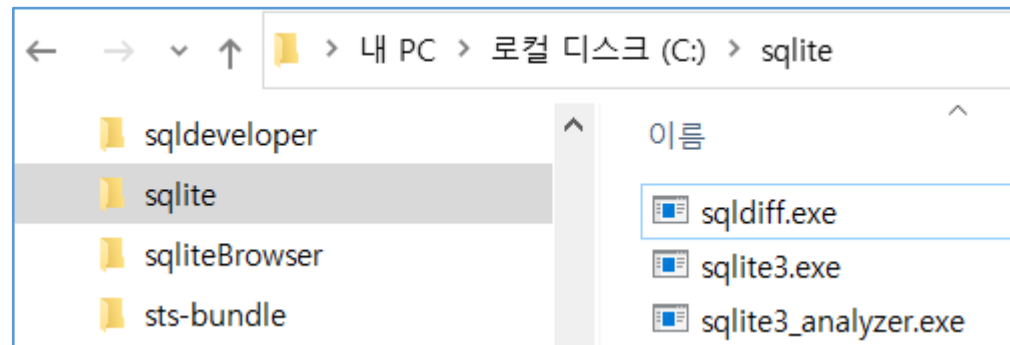 내 PC > 로컬 디스크 (C:) > sqlite
sqldeveloper
sqlite
sqliteBrowser
sts-bundle
이름
sqldiff.exe
sqlite3.exe
sqlite3_analyzer.exe